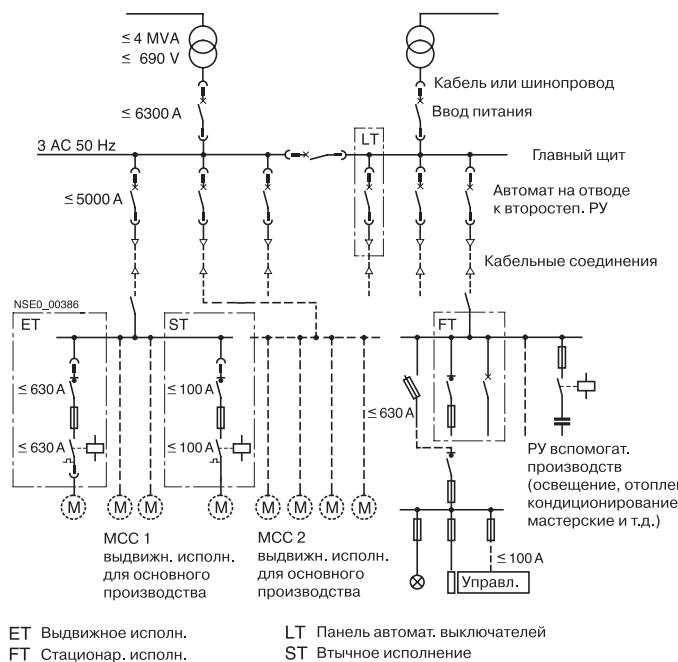 ≤ 4 MVA
≤ 690 V
Кабель или шинопровод
≤ 6300 A
Ввод питания
LT
3 AC 50 Hz
Главный щит
≤ 5000 A
Автомат на отводе
к второстеп. РУ
Кабельные соединения
NSE0_00386
ET
ST
FT
≤ 630 A
≤ 100 A
≤ 630 A
≤ 630 A
≤ 100 A
M
M
M
M
M
M
M
M
РУ вспомогат.
производств
(освещение, отопле
кондиционирование
мастерские и т.д.)
MCC 1
выдвижн. исполн.
для основного
производства
MCC 2
выдвижн. исполн.
для основного
производства
≤ 100 A
Управл.
ET Выдвижное исполн.
FT Стационар. исполн.
LT Панель автомат. выключателей
ST Втычное исполнение